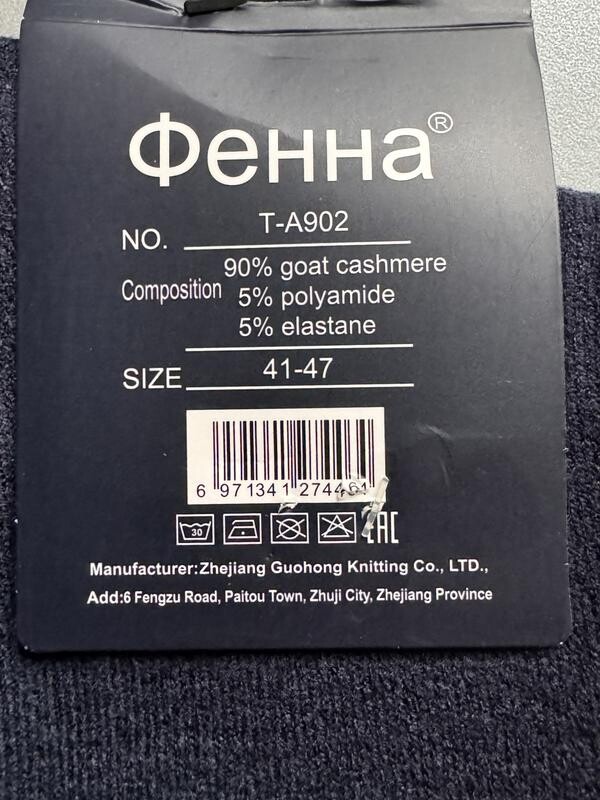 Фенна®
NO. T-A902
Composition 90% goat cashmere
5% polyamide
5% elastane
SIZE 41-47
6 971341 274461
30
EAC
Manufacturer:Zhejiang Guohong Knitting Co., LTD.,
Add:6 Fengzu Road, Paitou Town, Zhuji City, Zhejiang Province